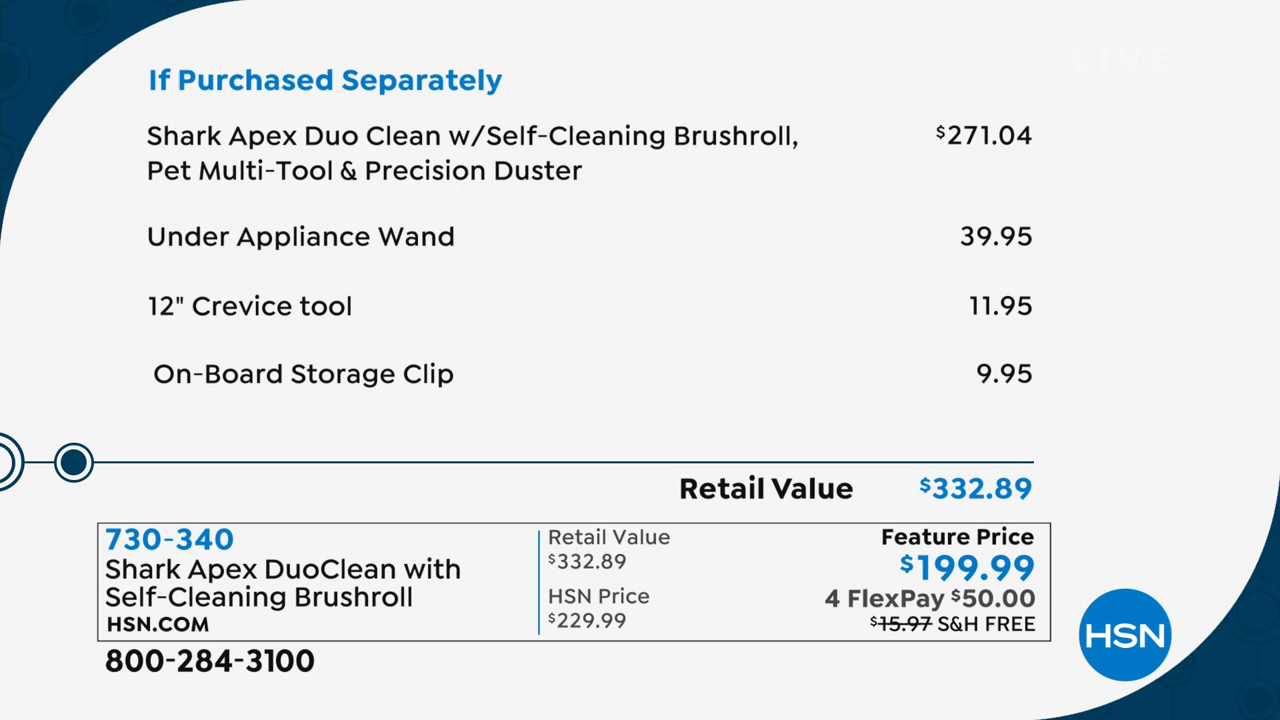 LIVE
If Purchased Separately
Shark Apex Duo Clean w/Self-Cleaning Brushroll, $271.04
Pet Multi-Tool & Precision Duster
Under Appliance Wand 39.95
12" Crevice tool 11.95
On-Board Storage Clip 9.95
Retail Value $332.89
730-340
Shark Apex DuoClean with
Self-Cleaning Brushroll
HSN.COM
Retail Value
$332.89
HSN Price
$229.99
Feature Price
$199.99
4 FlexPay $50.00
$15.97 S&H FREE
HSN
800-284-3100